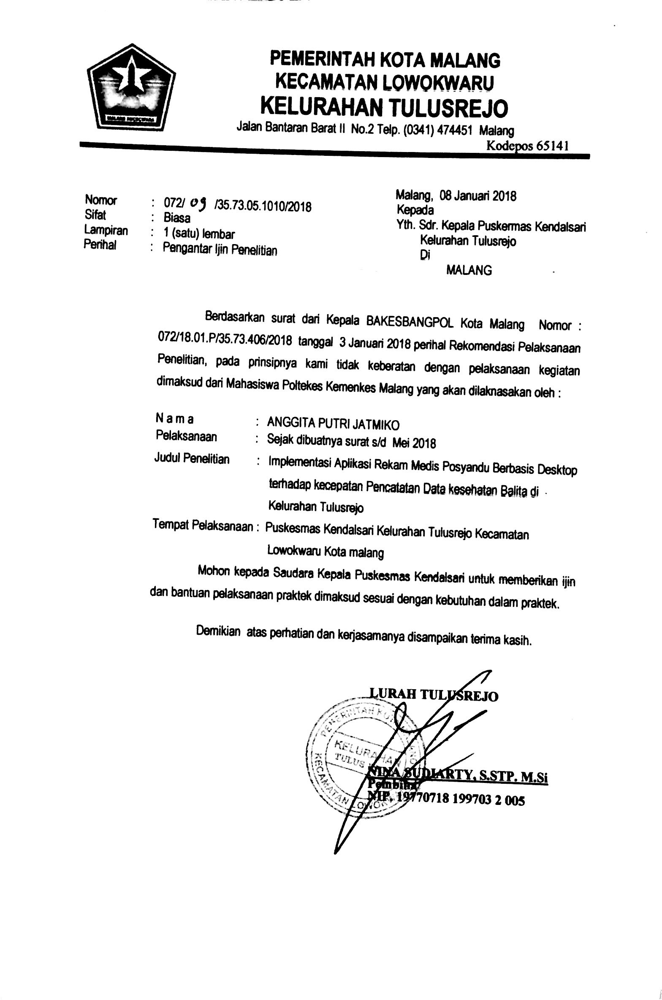 PEMERINTAH KOTA MALANG
KECAMATAN LOWOKWARU
KELURAHAN TULUSREJO
Jalan Bantaran Barat II No.2 Telp. (0341) 474451 Malang
Kodepos 65141
Malang, 08 Januari 2018
Nomor : 072/ 09 /35.73.05.1010/2018
Kepada
Sifat : Biasa
Yth. Sdr. Kepala Puskermas Kendalsari
Lampiran : 1 (satu) lembar
Kelurahan Tulusrejo
Perihal : Pengantar Ijin Penelitian
Di
MALANG
Berdasarkan surat dari Kepala BAKESBANGPOL Kota Malang Nomor :
072/18.01.P/35.73.406/2018 tanggal 3 Januari 2018 perihal Rekomendasi Pelaksanaan
Penelitian, pada prinsipnya kami tidak keberatan dengan pelaksanaan kegiatan
dimaksud dari Mahasiswa Poltekes Kemenkes Malang yang akan dilaknasakan oleh :
N a m a : ANGGITA PUTRI JATMIKO
Pelaksanaan : Sejak dibuatnya surat s/d Mei 2018
Judul Penelitian : Implementasi Aplikasi Rekam Medis Posyandu Berbasis Desktop
terhadap kecepatan Pencatatan Data kesehatan Balita di
Kelurahan Tulusrejo
Tempat Pelaksanaan : Puskesmas Kendalsari Kelurahan Tulusrejo Kecamatan
Lowokwaru Kota malang
Mohon kepada Saudara Kepala Puskesmas Kendalsari untuk memberikan ijin
dan bantuan pelaksanaan praktek dimaksud sesuai dengan kebutuhan dalam praktek.
Demikian atas perhatian dan kerjasamanya disampaikan terima kasih.
LURAH TULUSREJO
PEMERINTAH
KELURAHAN
TULUS
KECAMATAN
NINA SUDIARTY, S.STP. M.Si
Pembina
NIP. 19770718 199703 2 005